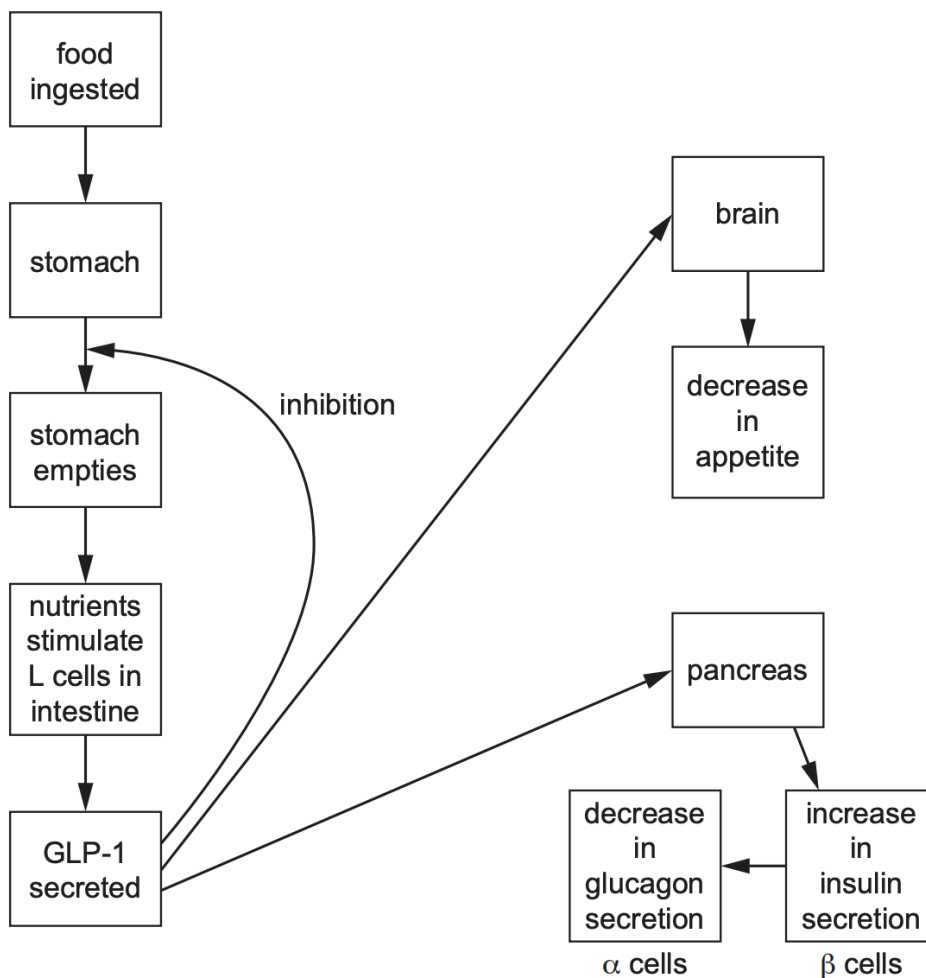 food
ingested
stomach
stomach
empties
inhibition
nutrients
stimulate
L cells in
intestine
GLP-1
secreted
brain
decrease
in
appetite
pancreas
decrease
in
glucagon
secretion
α cells
increase
in
insulin
secretion
β cells